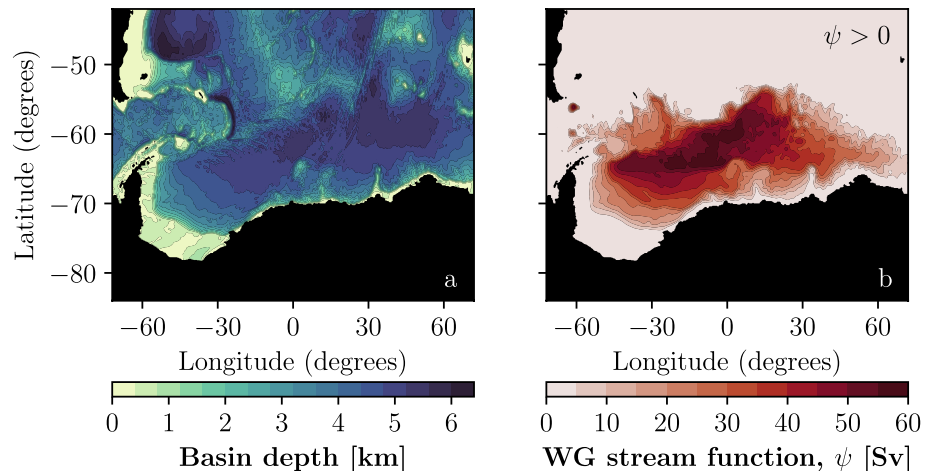 ψ > 0
Latitude (degrees)
−50
−60
−70
−80
a
b
−60 −30 0 30 60
−60 −30 0 30 60
Longitude (degrees)
Longitude (degrees)
0 1 2 3 4 5 6
0 10 20 30 40 50 60
Basin depth [km]
WG stream function, ψ [Sv]